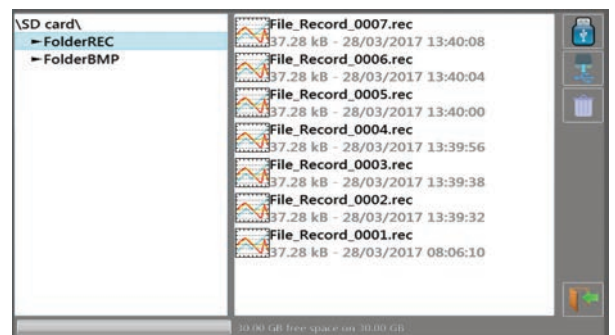 \SD card\
►FolderREC
►FolderBMP
File_Record_0007.rec
37.28 kB - 28/03/2017 13:40:08
File_Record_0006.rec
37.28 kB - 28/03/2017 13:40:04
File_Record_0005.rec
37.28 kB - 28/03/2017 13:40:00
File_Record_0004.rec
37.28 kB - 28/03/2017 13:39:56
File_Record_0003.rec
37.28 kB - 28/03/2017 13:39:38
File_Record_0002.rec
37.28 kB - 28/03/2017 13:39:32
File_Record_0001.rec
37.28 kB - 28/03/2017 08:06:10
30.00 GB free space on 30.00 GB